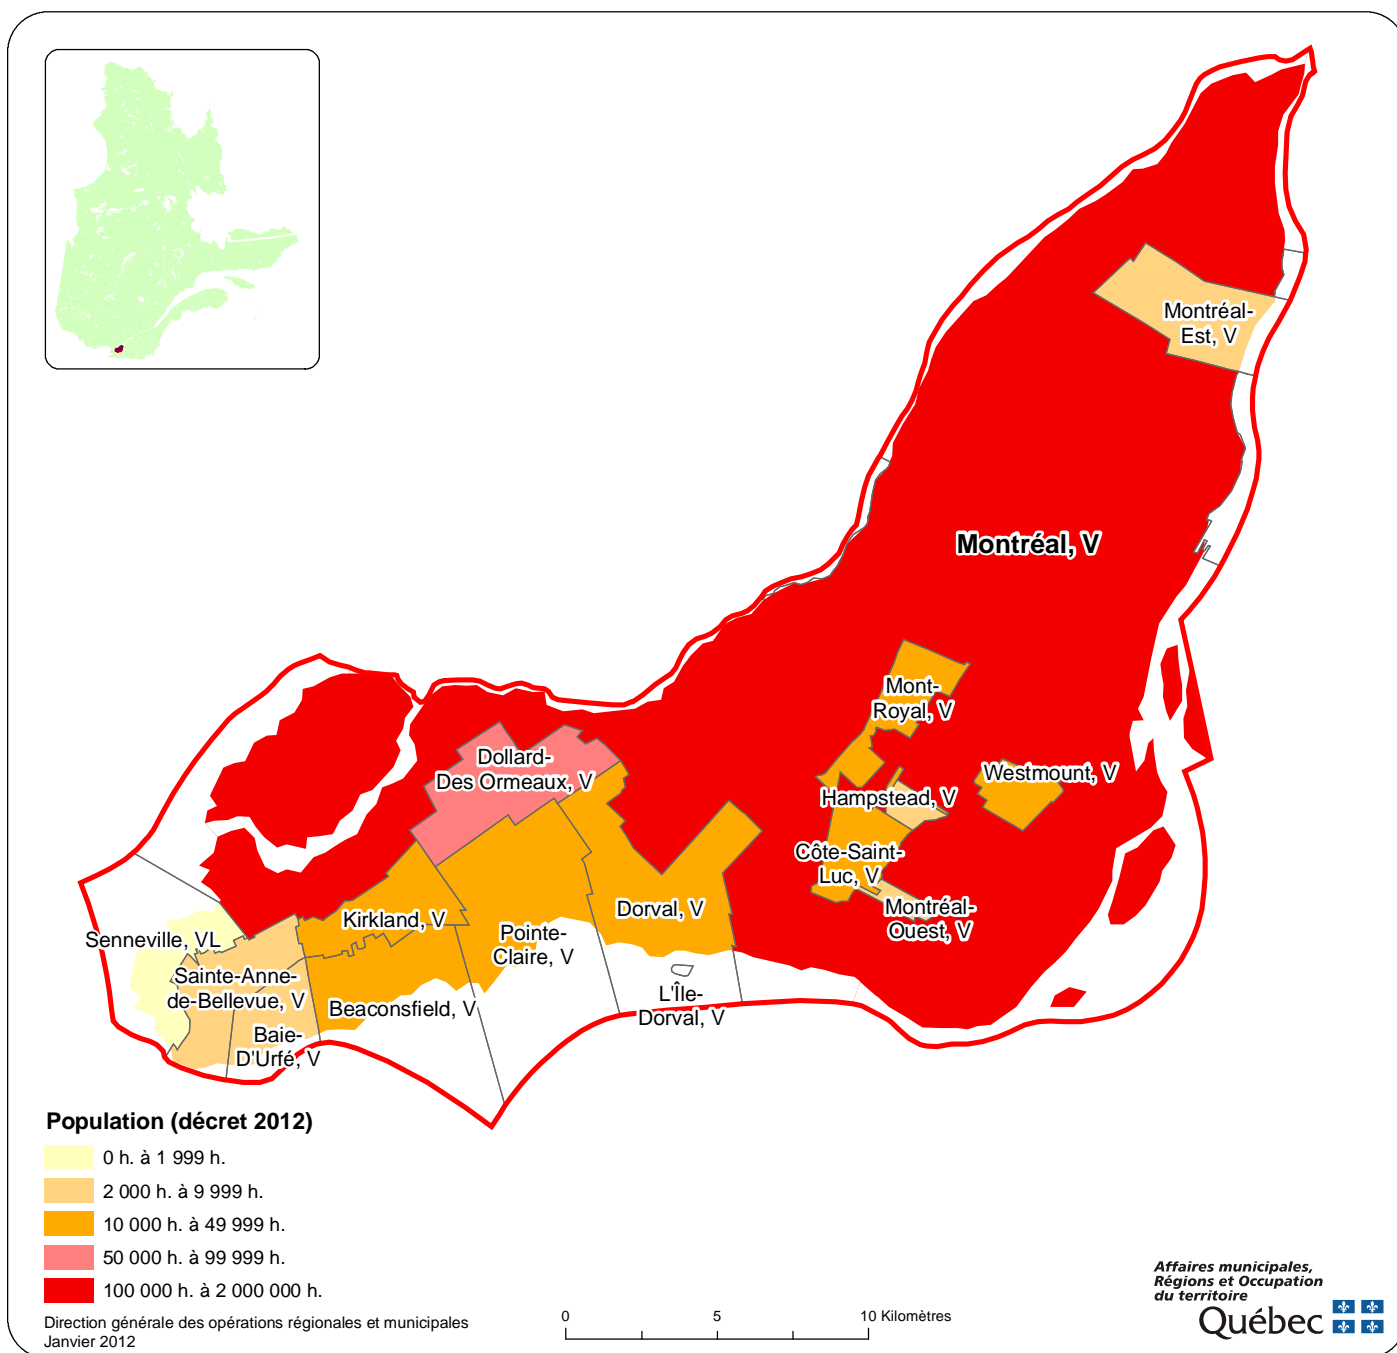 Montréal-
Est, V
Montréal, V
Mont-
Royal, V
Dollard-
Des Ormeaux, V
Westmount, V
Hampstead, V
Côte-Saint-
Luc, V
Montréal-
Ouest, V
Kirkland, V
Dorval, V
Pointe-
Claire, V
Senneville, VL
Sainte-Anne-
de-Bellevue, V
L'Île-
Dorval, V
Beaconsfield, V
Baie-
D'Urfé, V
Population (décret 2012)
0 h. à 1 999 h.
2 000 h. à 9 999 h.
10 000 h. à 49 999 h.
50 000 h. à 99 999 h.
100 000 h. à 2 000 000 h.
Direction générale des opérations régionales et municipales
Janvier 2012
0 5 10 Kilomètres
Affaires municipales,
Régions et Occupation
du territoire
Québec